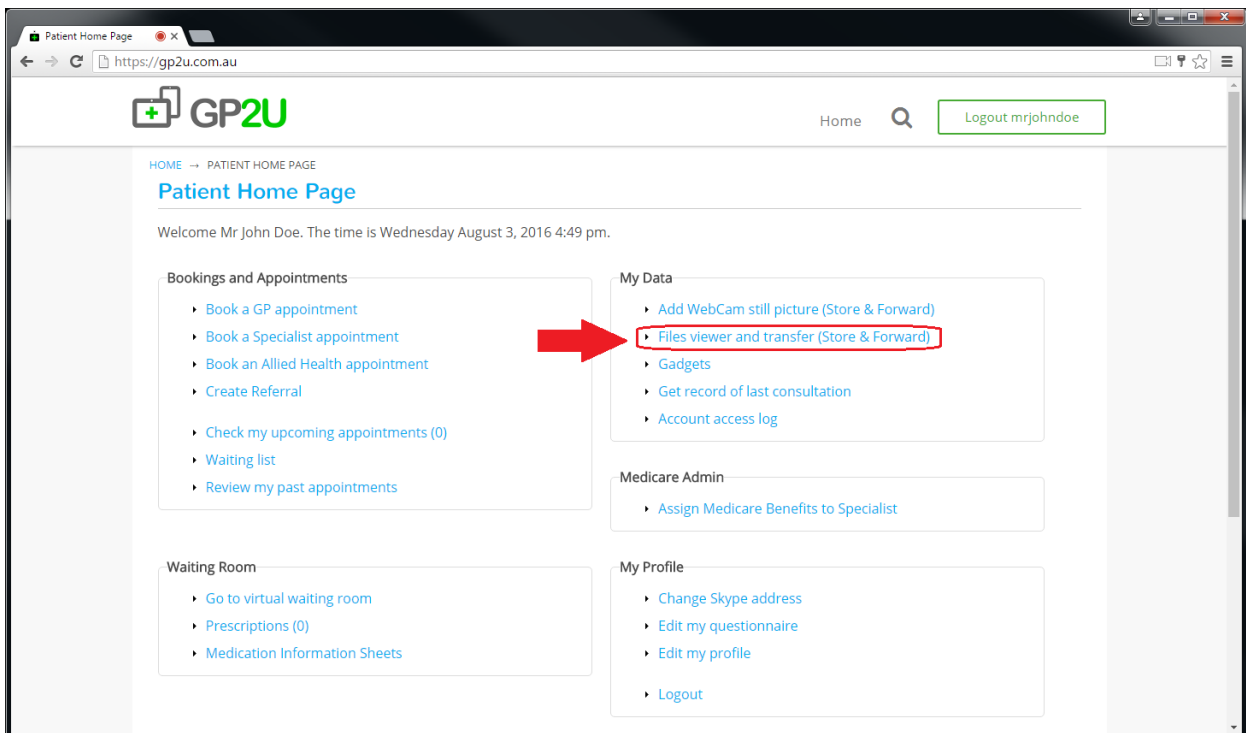 Patient Home Page
https://gp2u.com.au
GP2U
Home
Logout mrjohndoe
HOME → PATIENT HOME PAGE
Patient Home Page
Welcome Mr John Doe. The time is Wednesday August 3, 2016 4:49 pm.
Bookings and Appointments
Book a GP appointment
Book a Specialist appointment
Book an Allied Health appointment
Create Referral
Check my upcoming appointments (0)
Waiting list
Review my past appointments
My Data
Add WebCam still picture (Store & Forward)
Files viewer and transfer (Store & Forward)
Gadgets
Get record of last consultation
Account access log
Medicare Admin
Assign Medicare Benefits to Specialist
Waiting Room
Go to virtual waiting room
Prescriptions (0)
Medication Information Sheets
My Profile
Change Skype address
Edit my questionnaire
Edit my profile
Logout